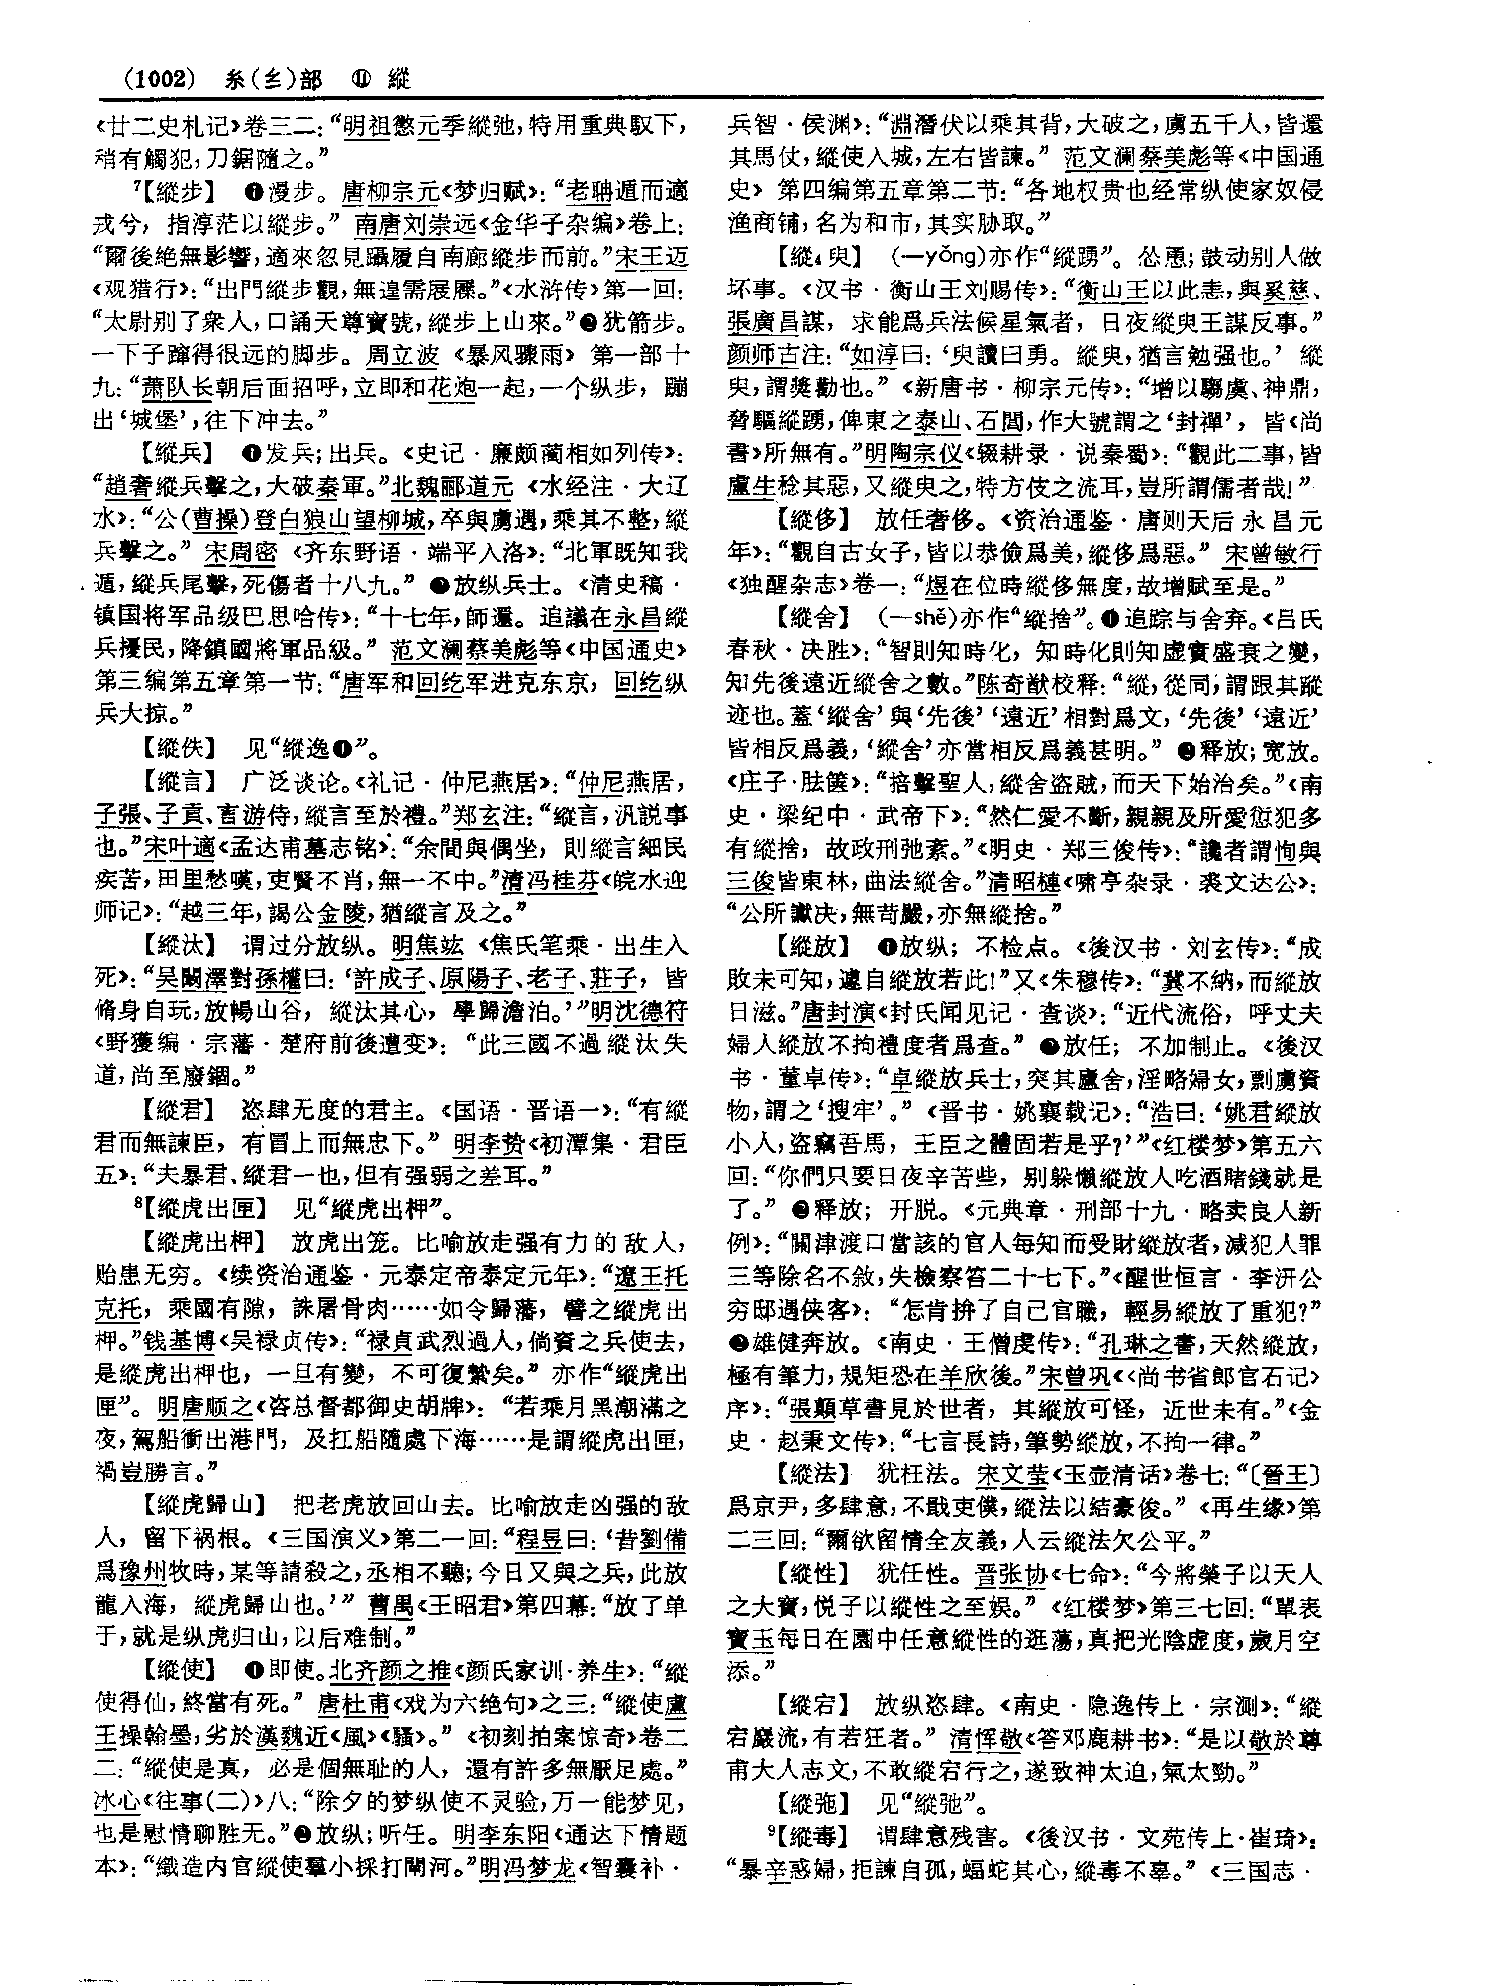 (1002) 糸(纟)部 ⑪ 縱
《廿二史札记》卷三二：“明祖懲元季縱弛，特用重典馭下，
稍有觸犯，刀鋸隨之。”
7【縱步】 ❶漫步。唐柳宗元《梦归赋》：“老聃遁而適
戎兮，指淳茫以縱步。” 南唐刘崇远《金华子杂编》卷上：
“爾後絶無影響，適來忽見躡履自南廊縱步而前。”宋王迈
《观猎行》：“出門縱步觀，無遑需屐屧。”《水浒传》第一回：
“太尉别了衆人，口誦天尊寳號，縱步上山來。”❷犹箭步。
一下子蹿得很远的脚步。周立波《暴风骤雨》第一部十
九：“萧队长朝后面招呼，立即和花炮一起，一个纵步，蹦
出‘城堡’，往下冲去。”
【縱兵】 ❶发兵；出兵。《史记·廉颇蔺相如列传》：
“趙奢縱兵擊之，大破秦軍。”北魏郦道元《水经注·大辽
水》：“公(曹操)登白狼山望柳城，卒與虜遇，乘其不整，縱
兵擊之。” 宋周密《齐东野语·端平入洛》：“北軍既知我
遁，縱兵尾擊，死傷者十八九。” ❷放纵兵士。《清史稿·
镇国将军品级巴思哈传》：“十七年，師還。追議在永昌縱
兵擾民，降鎮國將軍品級。” 范文澜蔡美彪等《中国通史》
第三编第五章第一节：“唐军和回纥军进克东京，回纥纵
兵大掠。”
【縱佚】 见“縱逸❶”。
【縱言】 广泛谈论。《礼记·仲尼燕居》：“仲尼燕居，
子張、子貢、言游侍，縱言至於禮。”郑玄注：“縱言，汎説事
也。”宋叶適《孟达甫墓志铭》：“余間與偶坐，則縱言細民
疾苦，田里愁嘆，吏賢不肖，無一不中。”清冯桂芬《皖水迎
师记》：“越三年，謁公金陵，猶縱言及之。”
【縱汰】 谓过分放纵。明焦竑《焦氏笔乘·出生入
死》：“吴闞澤對孫權曰：‘許成子、原陽子、老子、莊子，皆
脩身自玩，放暢山谷，縱汰其心，學歸澹泊。’”明沈德符
《野獲编·宗藩·楚府前後遭变》：“此三國不過縱汰失
道，尚至廢錮。”
【縱君】 恣肆无度的君主。《国语·晋语一》：“有縱
君而無諫臣，有冒上而無忠下。” 明李贽《初潭集·君臣
五》：“夫暴君、縱君一也，但有强弱之差耳。”
8【縱虎出匣】 见“縱虎出柙”。
【縱虎出柙】 放虎出笼。比喻放走强有力的敌人，
贻患无穷。《续资治通鉴·元泰定帝泰定元年》：“遼王托
克托，乘國有隙，誅屠骨肉……如令歸藩，譬之縱虎出
柙。”钱基博《吴禄贞传》：“禄貞武烈過人，倘資之兵使去，
是縱虎出柙也，一旦有變，不可復縶矣。” 亦作“縱虎出
匣”。明唐顺之《咨总督都御史胡牌》：“若乘月黑潮滿之
夜，駕船衝出港門，及扛船隨處下海……是謂縱虎出匣，
禍豈勝言。”
【縱虎歸山】 把老虎放回山去。比喻放走凶强的敌
人，留下祸根。《三国演义》第二一回：“程昱曰：‘昔劉備
爲豫州牧時，某等請殺之，丞相不聽；今日又與之兵，此放
龍入海，縱虎歸山也。’” 曹禺《王昭君》第四幕：“放了单
于，就是纵虎归山，以后难制。”
【縱使】 ❶即使。北齐颜之推《颜氏家训·养生》：“縱
使得仙，終當有死。” 唐杜甫《戏为六绝句》之三：“縱使盧
王操翰墨，劣於漢魏近《風》《騷》。” 《初刻拍案惊奇》卷二
二：“縱使是真，必是個無耻的人，還有許多無厭足處。”
冰心《往事(二)》八：“除夕的梦纵使不灵验，万一能梦见，
也是慰情聊胜无。”❷放纵；听任。明李东阳《通达下情题
本》：“織造内官縱使羣小採打閘河。”明冯梦龙《智囊补·
兵智·侯渊》：“淵潛伏以乘其背，大破之，虜五千人，皆還
其馬仗，縱使入城，左右皆諫。” 范文澜蔡美彪等《中国通
史》第四编第五章第二节：“各地权贵也经常纵使家奴侵
渔商铺，名为和市，其实胁取。”
【縱4臾】 (—yǒng)亦作“縱踴”。怂恿；鼓动别人做
坏事。《汉书·衡山王刘赐传》：“衡山王以此恚，與奚慈、
張廣昌謀，求能爲兵法候星氣者，日夜縱臾王謀反事。”
颜师古注：“如淳曰：‘臾讀曰勇。縱臾，猶言勉强也。’縱
臾，謂奬勸也。” 《新唐书·柳宗元传》：“增以騶虞、神鼎，
脅驅縱踴，俾東之泰山、石閭，作大號謂之‘封禪’，皆《尚
書》所無有。”明陶宗仪《辍耕录·说秦蜀》：“觀此二事，皆
盧生稔其惡，又縱臾之，特方伎之流耳，豈所謂儒者哉！”
【縱侈】 放任奢侈。《资治通鉴·唐则天后永昌元
年》：“觀自古女子，皆以恭儉爲美，縱侈爲惡。” 宋曾敏行
《独醒杂志》卷一：“煜在位時縱侈無度，故增賦至是。”
【縱舍】 (—shě)亦作“縱捨”。❶追踪与舍弃。《吕氏
春秋·决胜》：“智則知時化，知時化則知虚實盛衰之變，
知先後遠近縱舍之數。”陈奇猷校释：“縱，從同，謂跟其蹤
迹也。蓋‘縱舍’與‘先後’‘遠近’相對爲文，‘先後’‘遠近’
皆相反爲義，‘縱舍’亦當相反爲義甚明。” ❷释放；宽放。
《庄子·胠箧》：“掊擊聖人，縱舍盗賊，而天下始治矣。”《南
史·梁纪中·武帝下》：“然仁愛不斷，親親及所愛愆犯多
有縱捨，故政刑弛紊。”《明史·郑三俊传》：“讒者謂恂與
三俊皆東林，曲法縱舍。”清昭槤《啸亭杂录·裘文达公》：
“公所讞决，無苛嚴，亦無縱捨。”
【縱放】 ❶放纵；不检点。《後汉书·刘玄传》：“成
敗未可知，遽自縱放若此！”又《朱穆传》：“冀不納，而縱放
日滋。”唐封演《封氏闻见记·查谈》：“近代流俗，呼丈夫
婦人縱放不拘禮度者爲查。” ❷放任；不加制止。《後汉
书·董卓传》：“卓縱放兵士，突其廬舍，淫略婦女，剽虜資
物，謂之‘搜牢’。” 《晋书·姚襄载记》：“浩曰：‘姚君縱放
小人，盗竊吾馬，王臣之體固若是乎？’”《红楼梦》第五六
回：“你們只要日夜辛苦些，别躲懶縱放人吃酒賭錢就是
了。” ❷释放；开脱。《元典章·刑部十九·略卖良人新
例》：“關津渡口當該的官人每知而受財縱放者，減犯人罪
三等除名不敘，失檢察笞二十七下。”《醒世恒言·李汧公
穷邸遇侠客》：“怎肯拚了自己官職，輕易縱放了重犯？”
❸雄健奔放。《南史·王僧虔传》：“孔琳之書，天然縱放，
極有筆力，規矩恐在羊欣後。”宋曾巩《〈尚书省郎官石记〉
序》：“張顛草書見於世者，其縱放可怪，近世未有。”《金
史·赵秉文传》：“七言長詩，筆勢縱放，不拘一律。”
【縱法】 犹枉法。宋文莹《玉壶清话》卷七：“〔晉王〕
爲京尹，多肆意，不戢吏僕，縱法以結豪俊。” 《再生缘》第
二三回：“爾欲留情全友義，人云縱法欠公平。”
【縱性】 犹任性。晋张协《七命》：“今將榮子以天人
之大寳，悦子以縱性之至娱。” 《红楼梦》第三七回：“單表
寳玉每日在園中任意縱性的逛蕩，真把光陰虚度，歲月空
添。”
【縱宕】 放纵恣肆。《南史·隐逸传上·宗测》：“縱
宕巖流，有若狂者。” 清恽敬《答邓鹿耕书》：“是以敬於尊
甫大人志文，不敢縱宕行之，遂致神太迫，氣太勁。”
【縱㢮】 见“縱弛”。
9【縱毒】 谓肆意残害。《後汉书·文苑传上·崔琦》：
“暴辛惑婦，拒諫自孤，蝠蛇其心，縱毒不辜。” 《三国志·